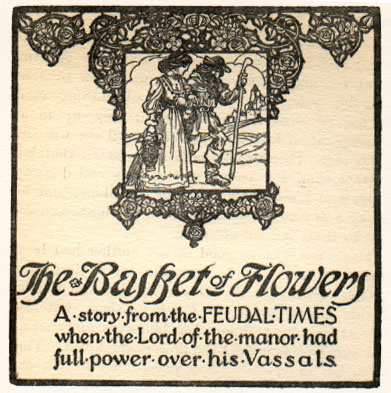 The Basket of Flowers
A·story·from·the·FEUDAL·TIMES
when·the·Lord·of·the·manor·had
full·power·over·his·Vassals.